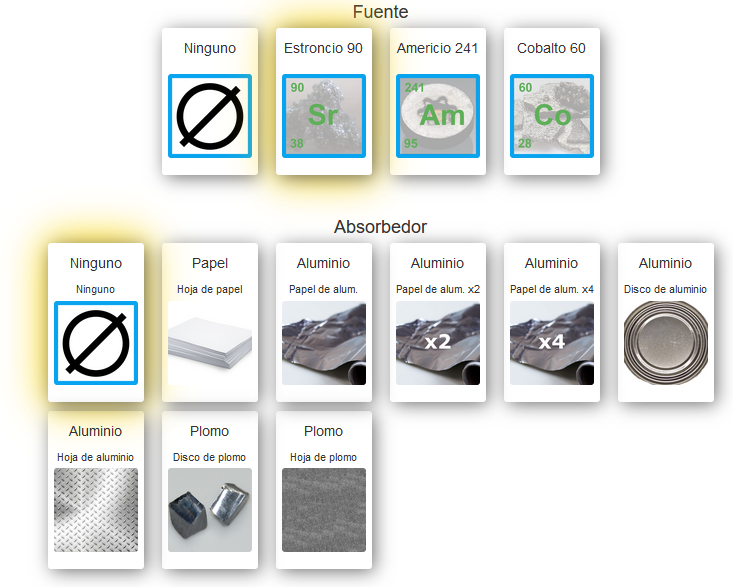 Fuente
Ninguno
Estroncio 90
Americio 241
Cobalto 60
90
Sr
38
241
Am
95
60
Co
28
Absorbedor
Ninguno
Ninguno
Papel
Hoja de papel
Aluminio
Papel de alum.
Aluminio
Papel de alum. x2
x2
Aluminio
Papel de alum. x4
x4
Aluminio
Disco de aluminio
Aluminio
Hoja de aluminio
Plomo
Disco de plomo
Plomo
Hoja de plomo